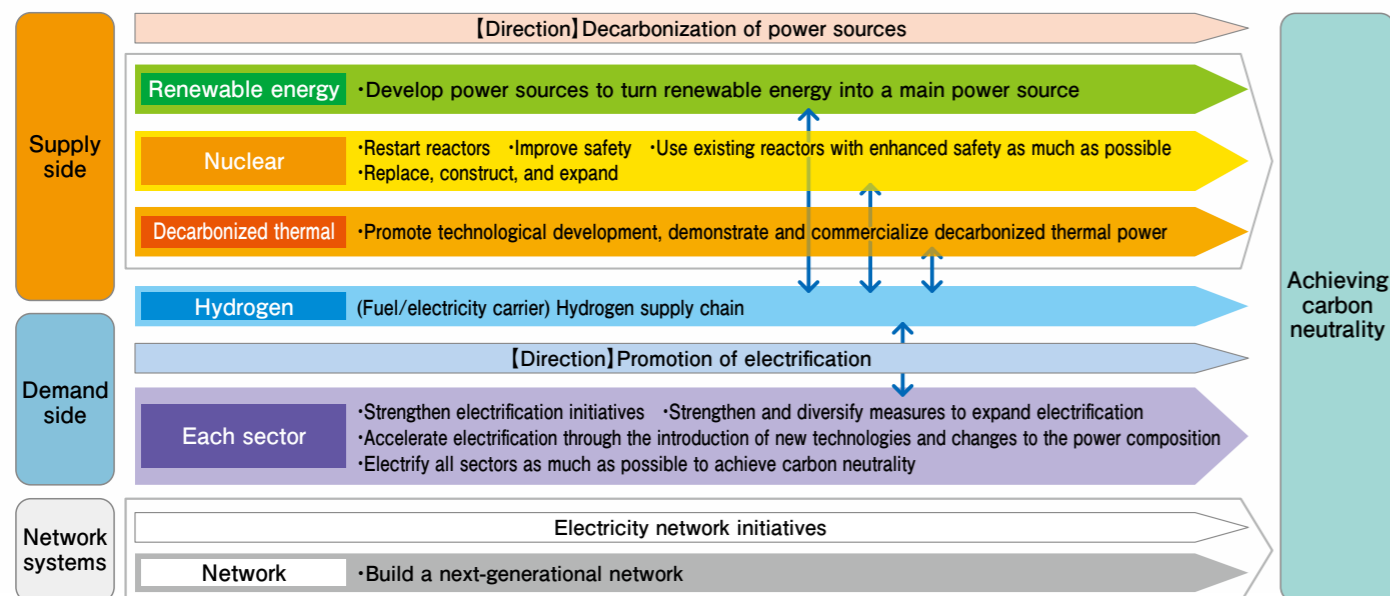 【Direction】Decarbonization of power sources
Supply
side
Renewable energy ・Develop power sources to turn renewable energy into a main power source
Nuclear
・Restart reactors ・Improve safety ・Use existing reactors with enhanced safety as much as possible
・Replace, construct, and expand
Decarbonized thermal ・Promote technological development, demonstrate and commercialize decarbonized thermal power
Hydrogen (Fuel/electricity carrier) Hydrogen supply chain
Demand
side
【Direction】Promotion of electrification
Each sector
・Strengthen electrification initiatives ・Strengthen and diversify measures to expand electrification
・Accelerate electrification through the introduction of new technologies and changes to the power composition
・Electrify all sectors as much as possible to achieve carbon neutrality
Network
systems
Electricity network initiatives
Network ・Build a next-generational network
Achieving
carbon
neutrality